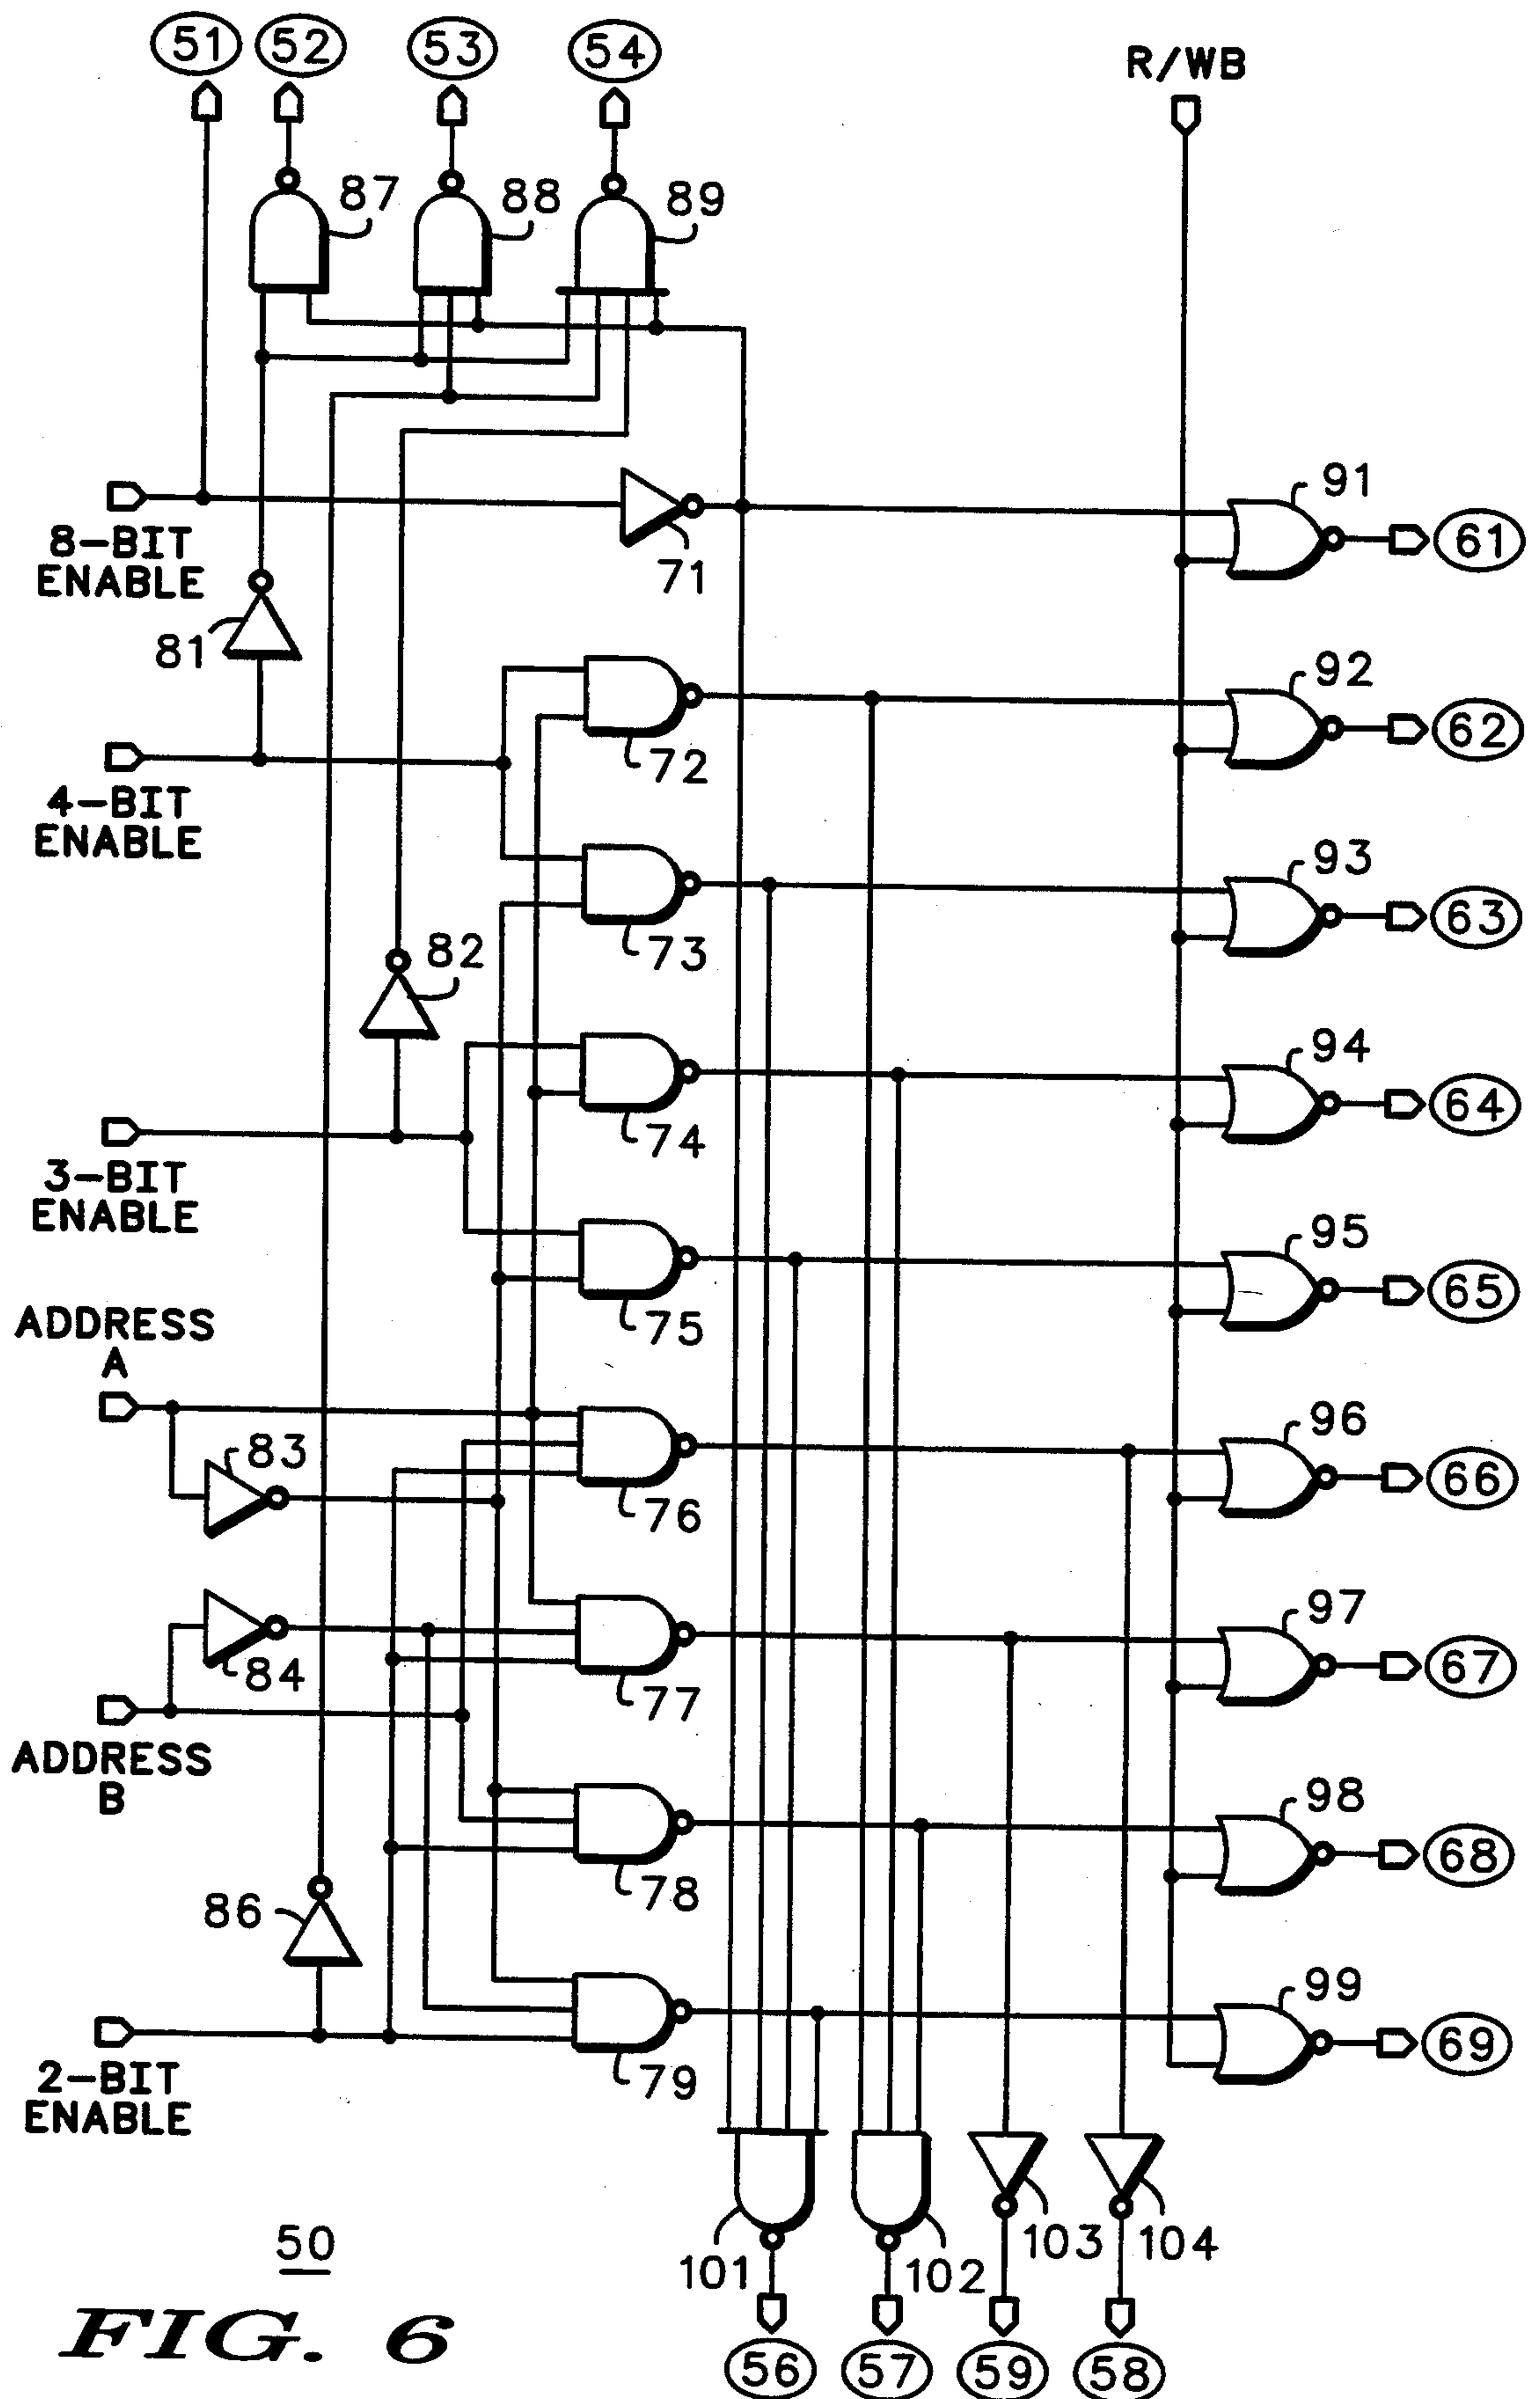 51 52 53 54
R/WB
87 88 89
91
61
8-BIT
ENABLE
71
81
92
62
72
4-BIT
ENABLE
93
63
73
82
94
64
74
3-BIT
ENABLE
95
65
75
ADDRESS
A
96
83
66
76
97
84
67
77
ADDRESS
B
98
68
78
86
99
69
79
2-BIT
ENABLE
101 102 103 104
50
FIG. 6
56 57 59 58